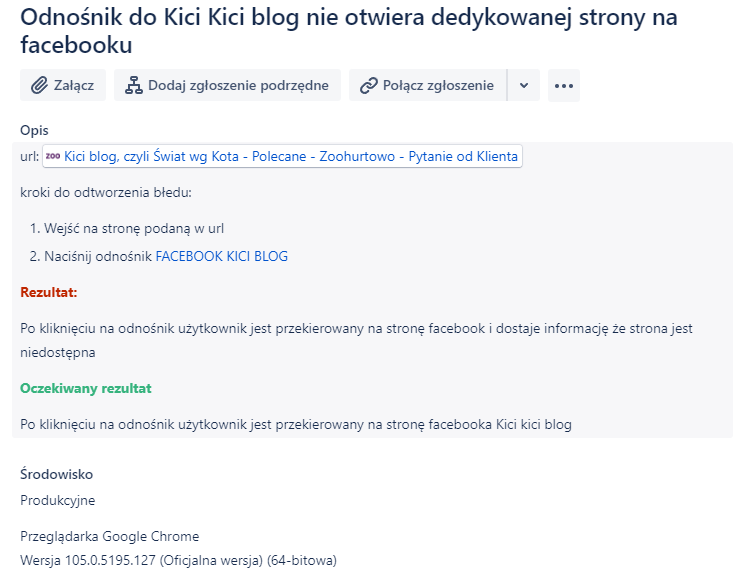 Odnośnik do Kici Kici blog nie otwiera dedykowanej strony na
facebooku
Załącz
Dodaj zgłoszenie podrzędne
Połącz zgłoszenie
Opis
url: ZOO Kici blog, czyli Świat wg Kota - Polecane - Zoohurtowo - Pytanie od Klienta
kroki do odtworzenia błedu:
1. Wejść na stronę podaną w url
2. Naciśnij odnośnik FACEBOOK KICI BLOG
Rezultat:
Po kliknięciu na odnośnik użytkownik jest przekierowany na stronę facebook i dostaje informację że strona jest
niedostępna
Oczekiwany rezultat
Po kliknięciu na odnośnik użytkownik jest przekierowany na stronę facebooka Kici kici blog
Środowisko
Produkcyjne
Przeglądarka Google Chrome
Wersja 105.0.5195.127 (Oficjalna wersja) (64-bitowa)